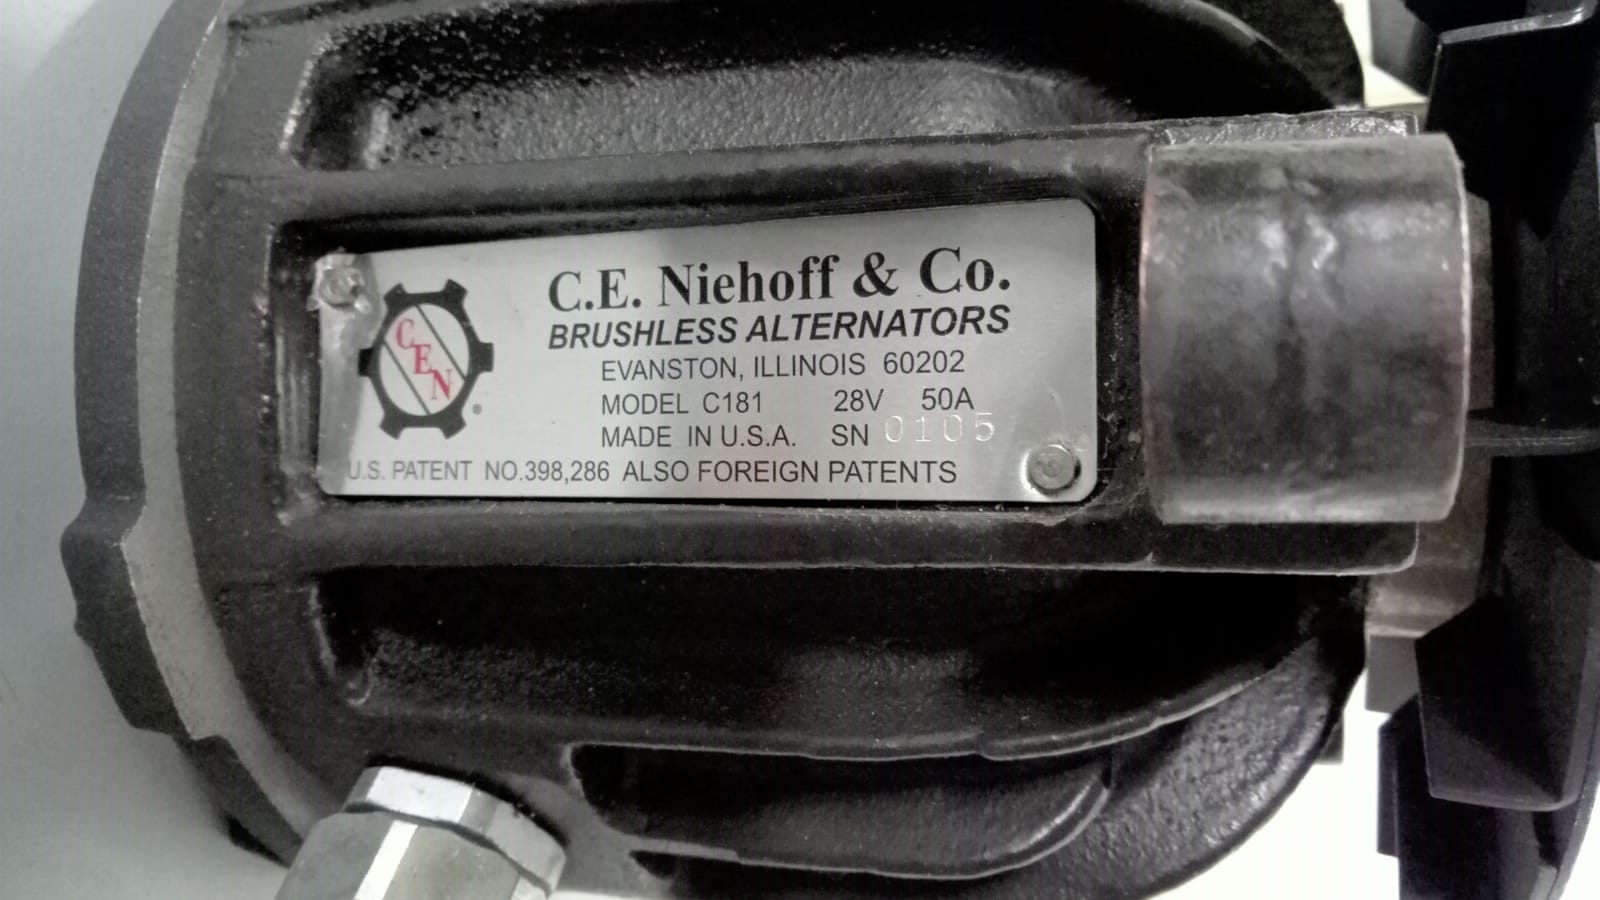 CEN
®
C.E. Niehoff & Co.
BRUSHLESS ALTERNATORS
EVANSTON, ILLINOIS 60202
MODEL C181 28V 50A
MADE IN U.S.A. SN 0105
U.S. PATENT NO.398,286 ALSO FOREIGN PATENTS